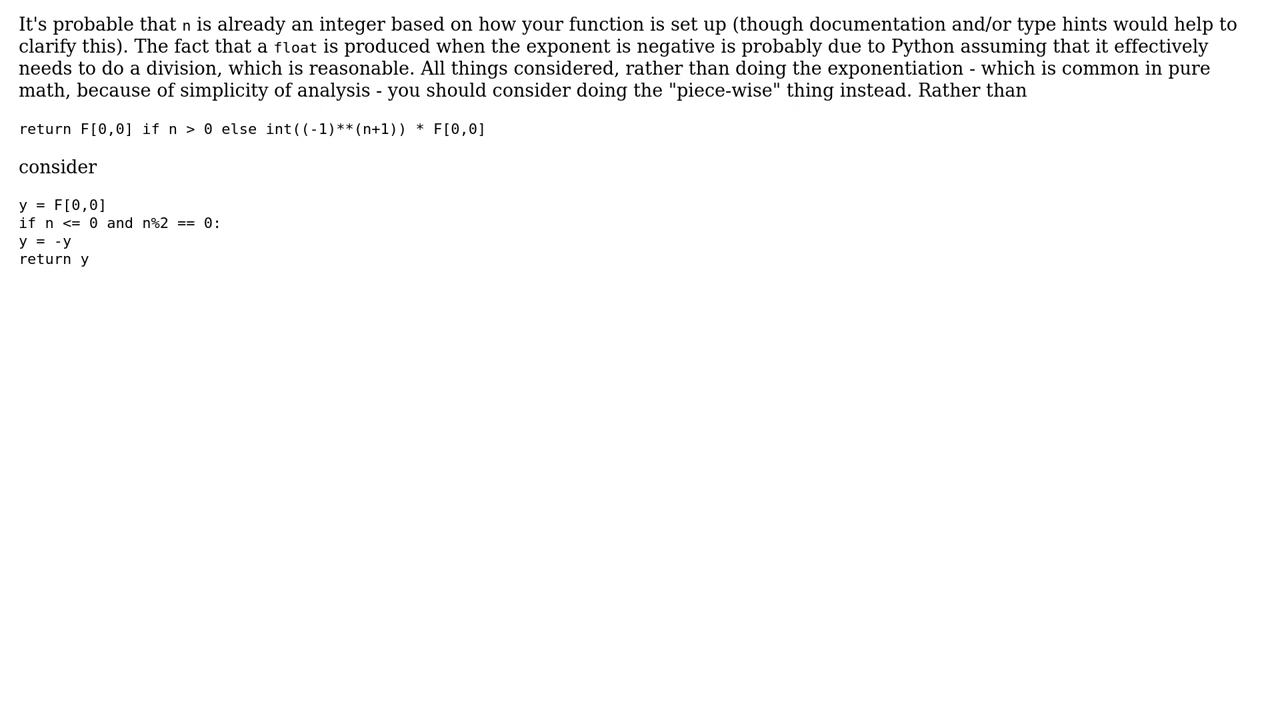 It's probable that n is already an integer based on how your function is set up (though documentation and/or type hints would help to
clarify this). The fact that a float is produced when the exponent is negative is probably due to Python assuming that it effectively
needs to do a division, which is reasonable. All things considered, rather than doing the exponentiation - which is common in pure
math, because of simplicity of analysis - you should consider doing the "piece-wise" thing instead. Rather than
return F[0,0] if n > 0 else int((-1)**(n+1)) * F[0,0]
consider
y = F[0,0]
if n <= 0 and n%2 == 0:
y = -y
return y